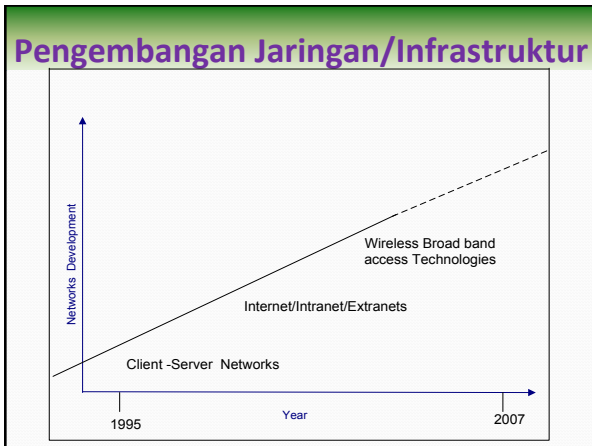 Pengembangan Jaringan/Infrastruktur
Networks Development
Wireless Broad band
access Technologies
Internet/Intranet/Extranets
Client -Server Networks
1995
Year
2007